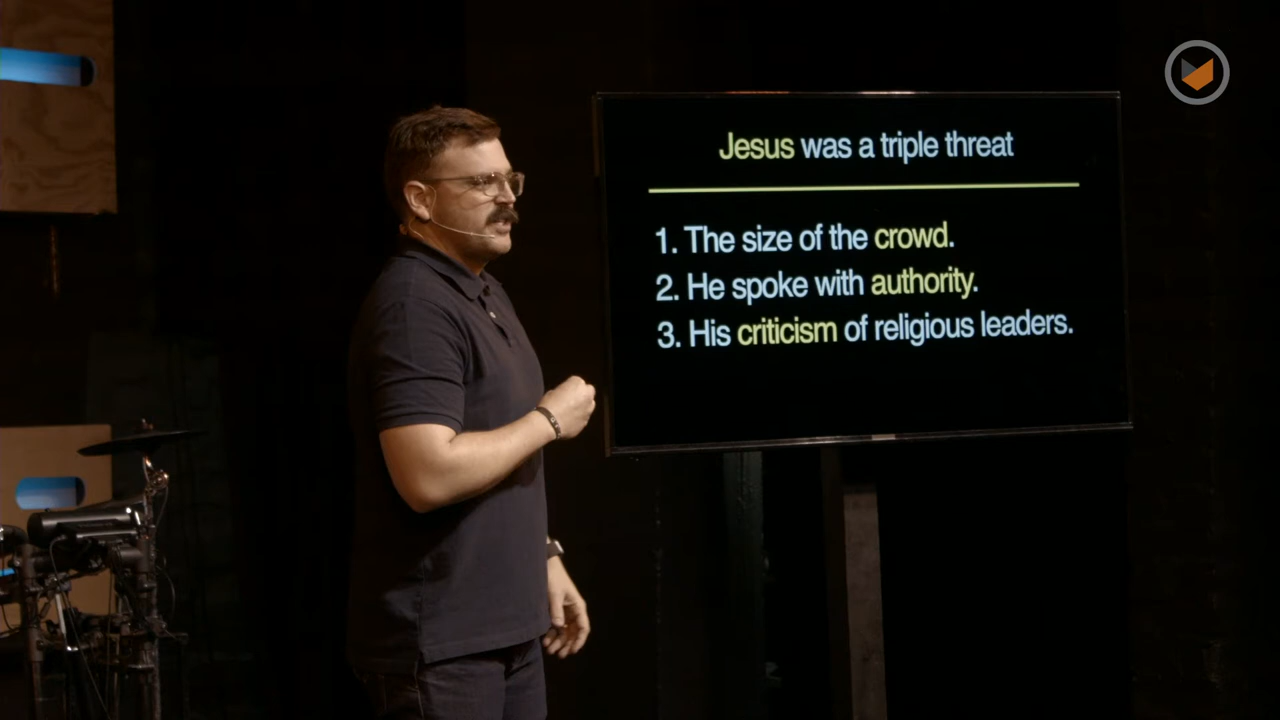 Jesus was a triple threat
1. The size of the crowd.
2. He spoke with authority.
3. His criticism of religious leaders.